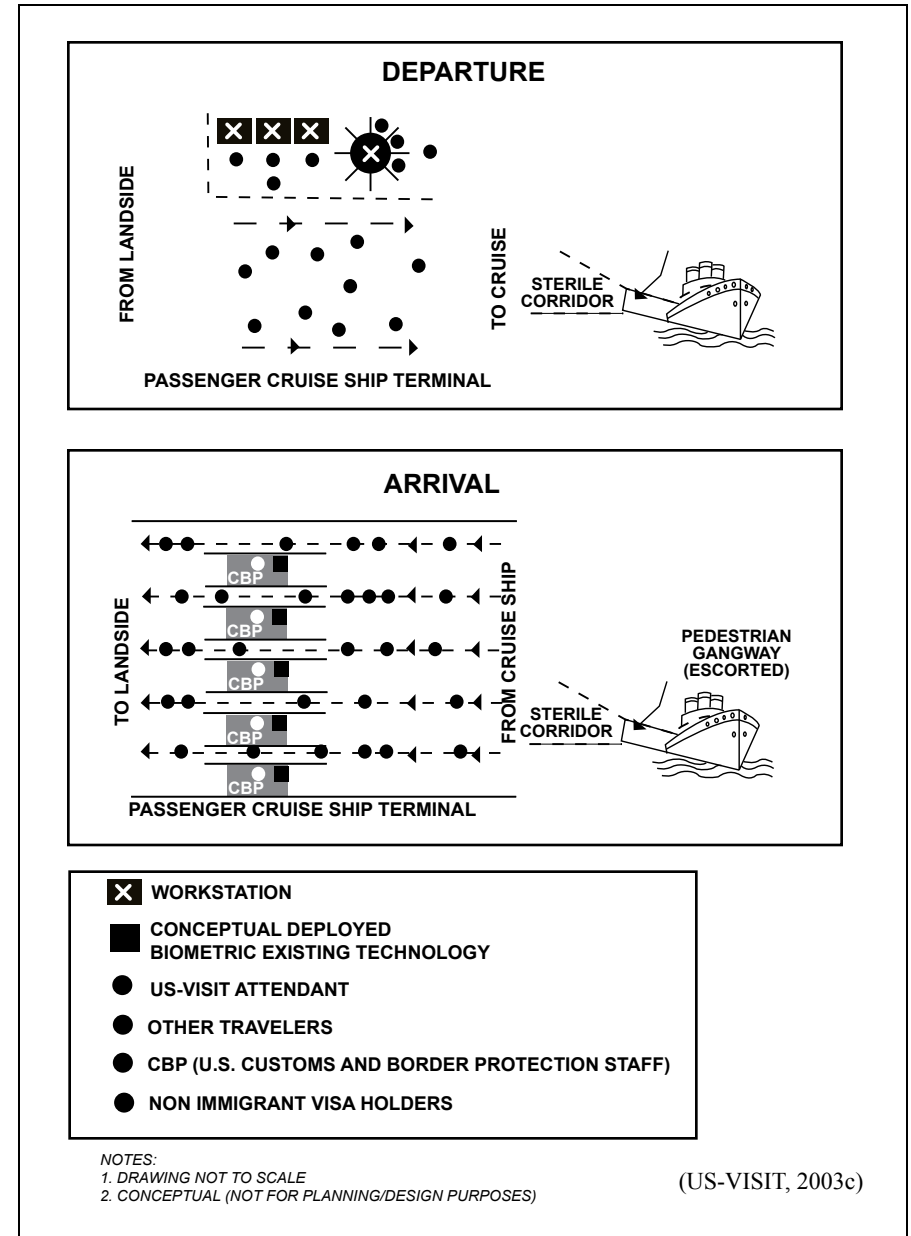 DEPARTURE
FROM LANDSIDE
TO CRUISE
STERILE
CORRIDOR
PASSENGER CRUISE SHIP TERMINAL
ARRIVAL
TO LANDSIDE
CBP
CBP
CBP
CBP
CBP
FROM CRUISE SHIP
PEDESTRIAN
GANGWAY
(ESCORTED)
STERILE
CORRIDOR
PASSENGER CRUISE SHIP TERMINAL
WORKSTATION
CONCEPTUAL DEPLOYED
BIOMETRIC EXISTING TECHNOLOGY
US-VISIT ATTENDANT
OTHER TRAVELERS
CBP (U.S. CUSTOMS AND BORDER PROTECTION STAFF)
NON IMMIGRANT VISA HOLDERS
NOTES:
1. DRAWING NOT TO SCALE
2. CONCEPTUAL (NOT FOR PLANNING/DESIGN PURPOSES)
(US-VISIT, 2003c)